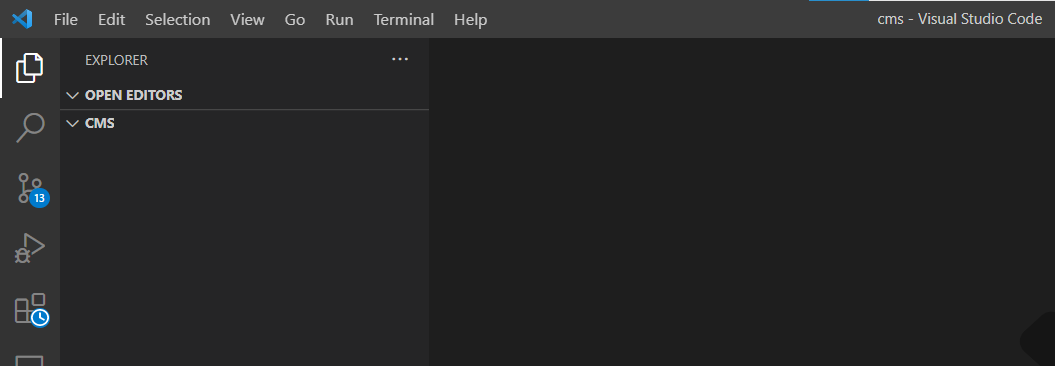 File Edit Selection View Go Run Terminal Help cms - Visual Studio Code
EXPLORER ...
OPEN EDITORS
CMS
13